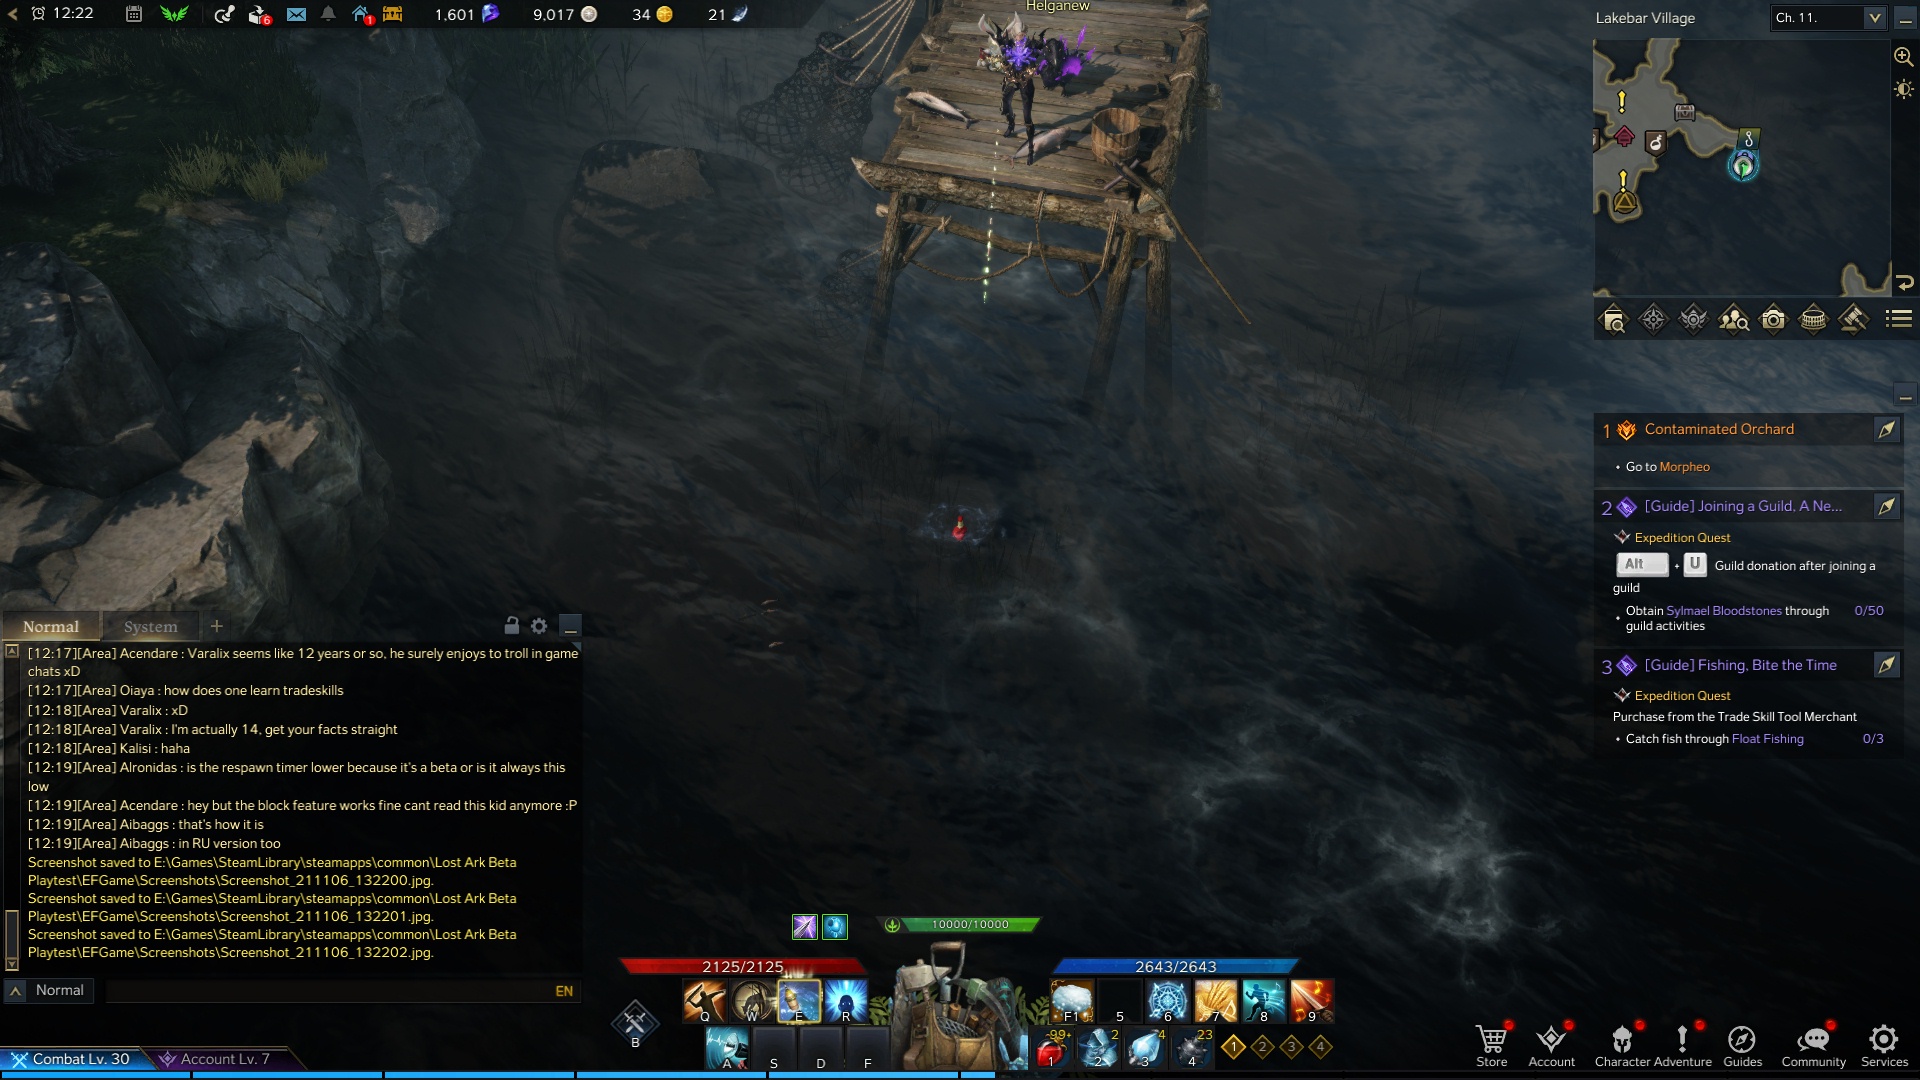 12:22
6
1
1,601
9,017
34
21
Helganew
Lakebar Village
Ch. 11.
1 Contaminated Orchard
• Go to Morpheo
2 [Guide] Joining a Guild, A Ne...
Expedition Quest
Alt + U Guild donation after joining a
guild
• Obtain Sylmael Bloodstones through 0/50
guild activities
3 [Guide] Fishing, Bite the Time
Expedition Quest
Purchase from the Trade Skill Tool Merchant
• Catch fish through Float Fishing 0/3
Normal
System
+
[12:17][Area] Acendare : Varalix seems like 12 years or so, he surely enjoys to troll in game
chats xD
[12:17][Area] Oiaya : how does one learn tradeskills
[12:18][Area] Varalix : xD
[12:18][Area] Varalix : I'm actually 14, get your facts straight
[12:18][Area] Kalisi : haha
[12:19][Area] Alronidas : is the respawn timer lower because it's a beta or is it always this
low
[12:19][Area] Acendare : hey but the block feature works fine cant read this kid anymore :P
[12:19][Area] Aibaggs : that's how it is
[12:19][Area] Aibaggs : in RU version too
Screenshot saved to E:\Games\SteamLibrary\steamapps\common\Lost Ark Beta
Playtest\EFGame\Screenshots\Screenshot_211106_132200.jpg.
Screenshot saved to E:\Games\SteamLibrary\steamapps\common\Lost Ark Beta
Playtest\EFGame\Screenshots\Screenshot_211106_132201.jpg.
Screenshot saved to E:\Games\SteamLibrary\steamapps\common\Lost Ark Beta
Playtest\EFGame\Screenshots\Screenshot_211106_132202.jpg.
Normal
EN
10000/10000
2125/2125
2643/2643
Q W E R
F1 5 6 7 8 9
B
A S D F
99+ 2 4 23
1 2 3 4
1 2 3 4
Combat Lv. 30
Account Lv. 7
Store
Account
Character
Adventure
Guides
Community
Services